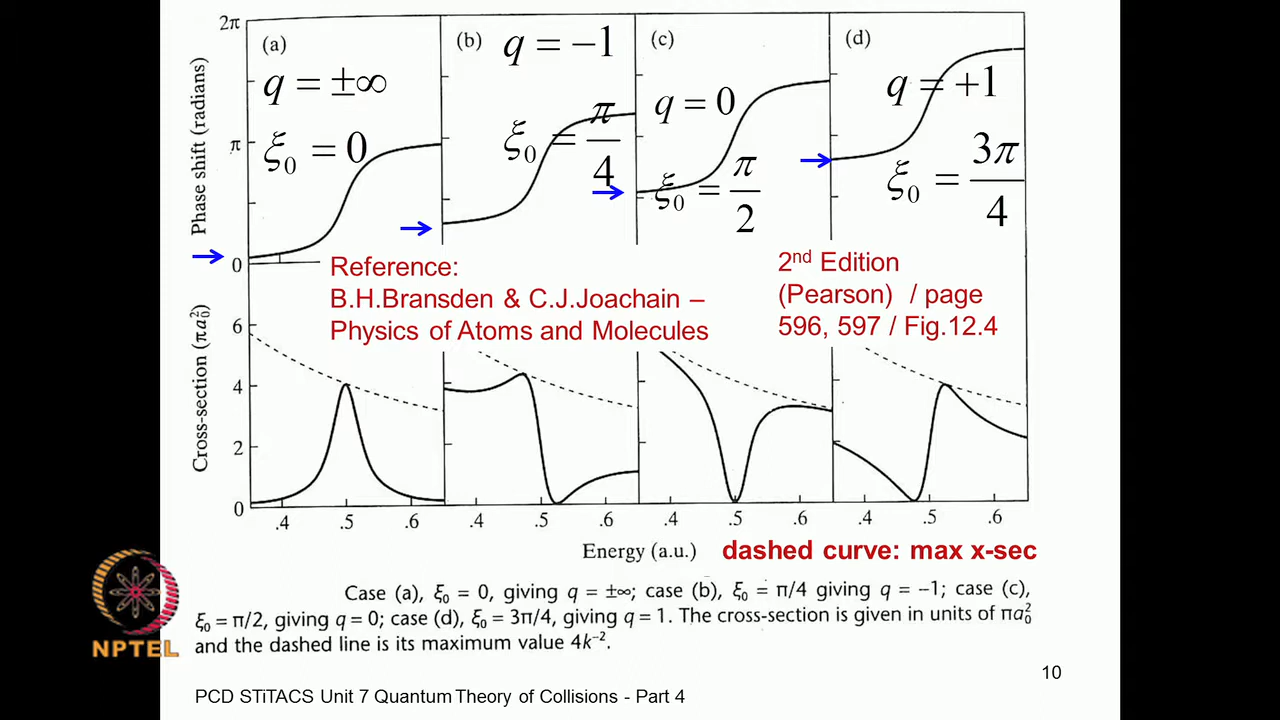 2π
π
0
Phase shift (radians)
(a)
q = ±∞
ξ₀ = 0
(b)
q = −1
ξ₀ = π/4
(c)
q = 0
ξ₀ = π/2
(d)
q = +1
ξ₀ = 3π/4
Reference:
B.H.Bransden & C.J.Joachain –
Physics of Atoms and Molecules
2nd Edition
(Pearson) / page
596, 597 / Fig.12.4
Cross-section (πa₀²)
6
4
2
0
.4 .5 .6 .4 .5 .6 .4 .5 .6 .4 .5 .6
Energy (a.u.)
dashed curve: max x-sec
Case (a), ξ₀ = 0, giving q = ±∞; case (b), ξ₀ = π/4 giving q = −1; case (c),
ξ₀ = π/2, giving q = 0; case (d), ξ₀ = 3π/4, giving q = 1. The cross-section is given in units of πa₀²
and the dashed line is its maximum value 4k⁻².
NPTEL
10
PCD STiTACS Unit 7 Quantum Theory of Collisions - Part 4